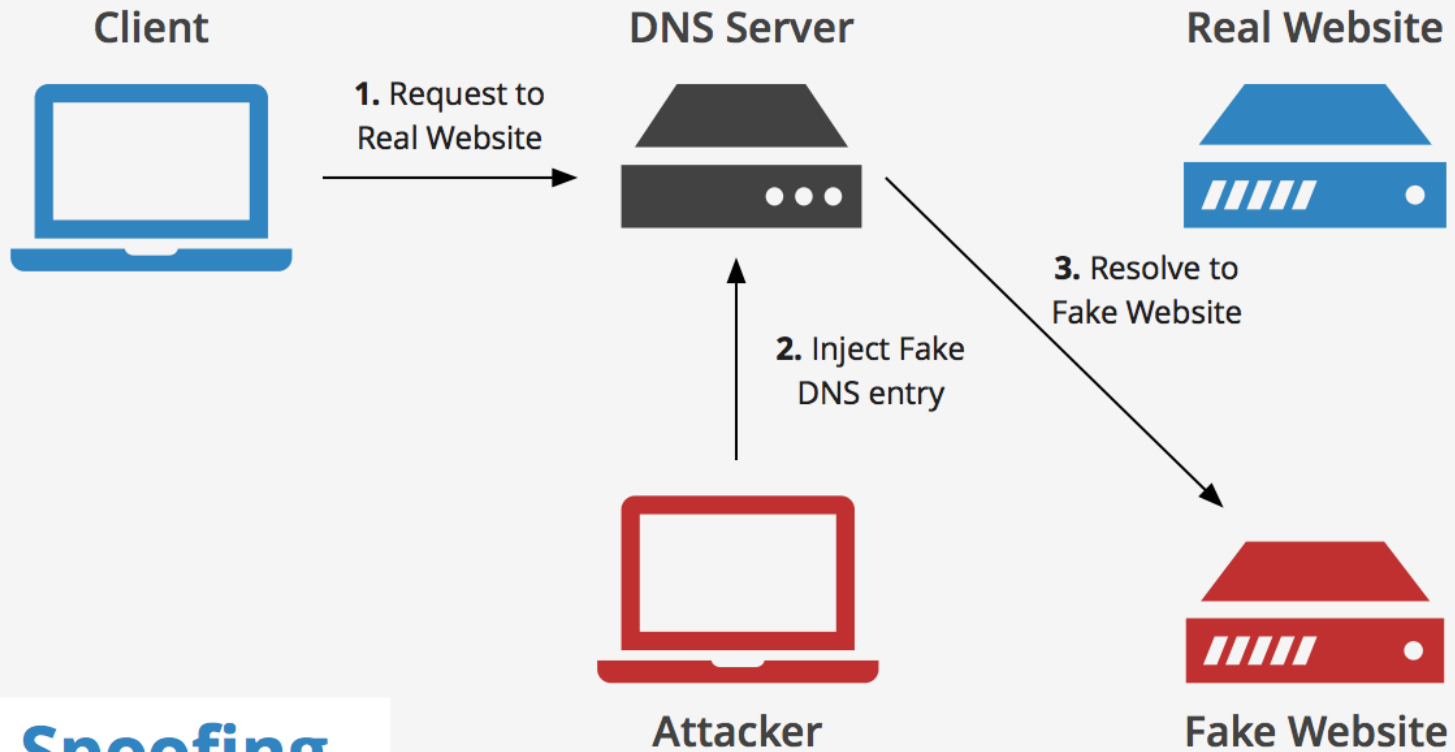 Client
DNS Server
Real Website
1. Request to
Real Website
3. Resolve to
Fake Website
2. Inject Fake
DNS entry
Attacker
Fake Website
Spoofing